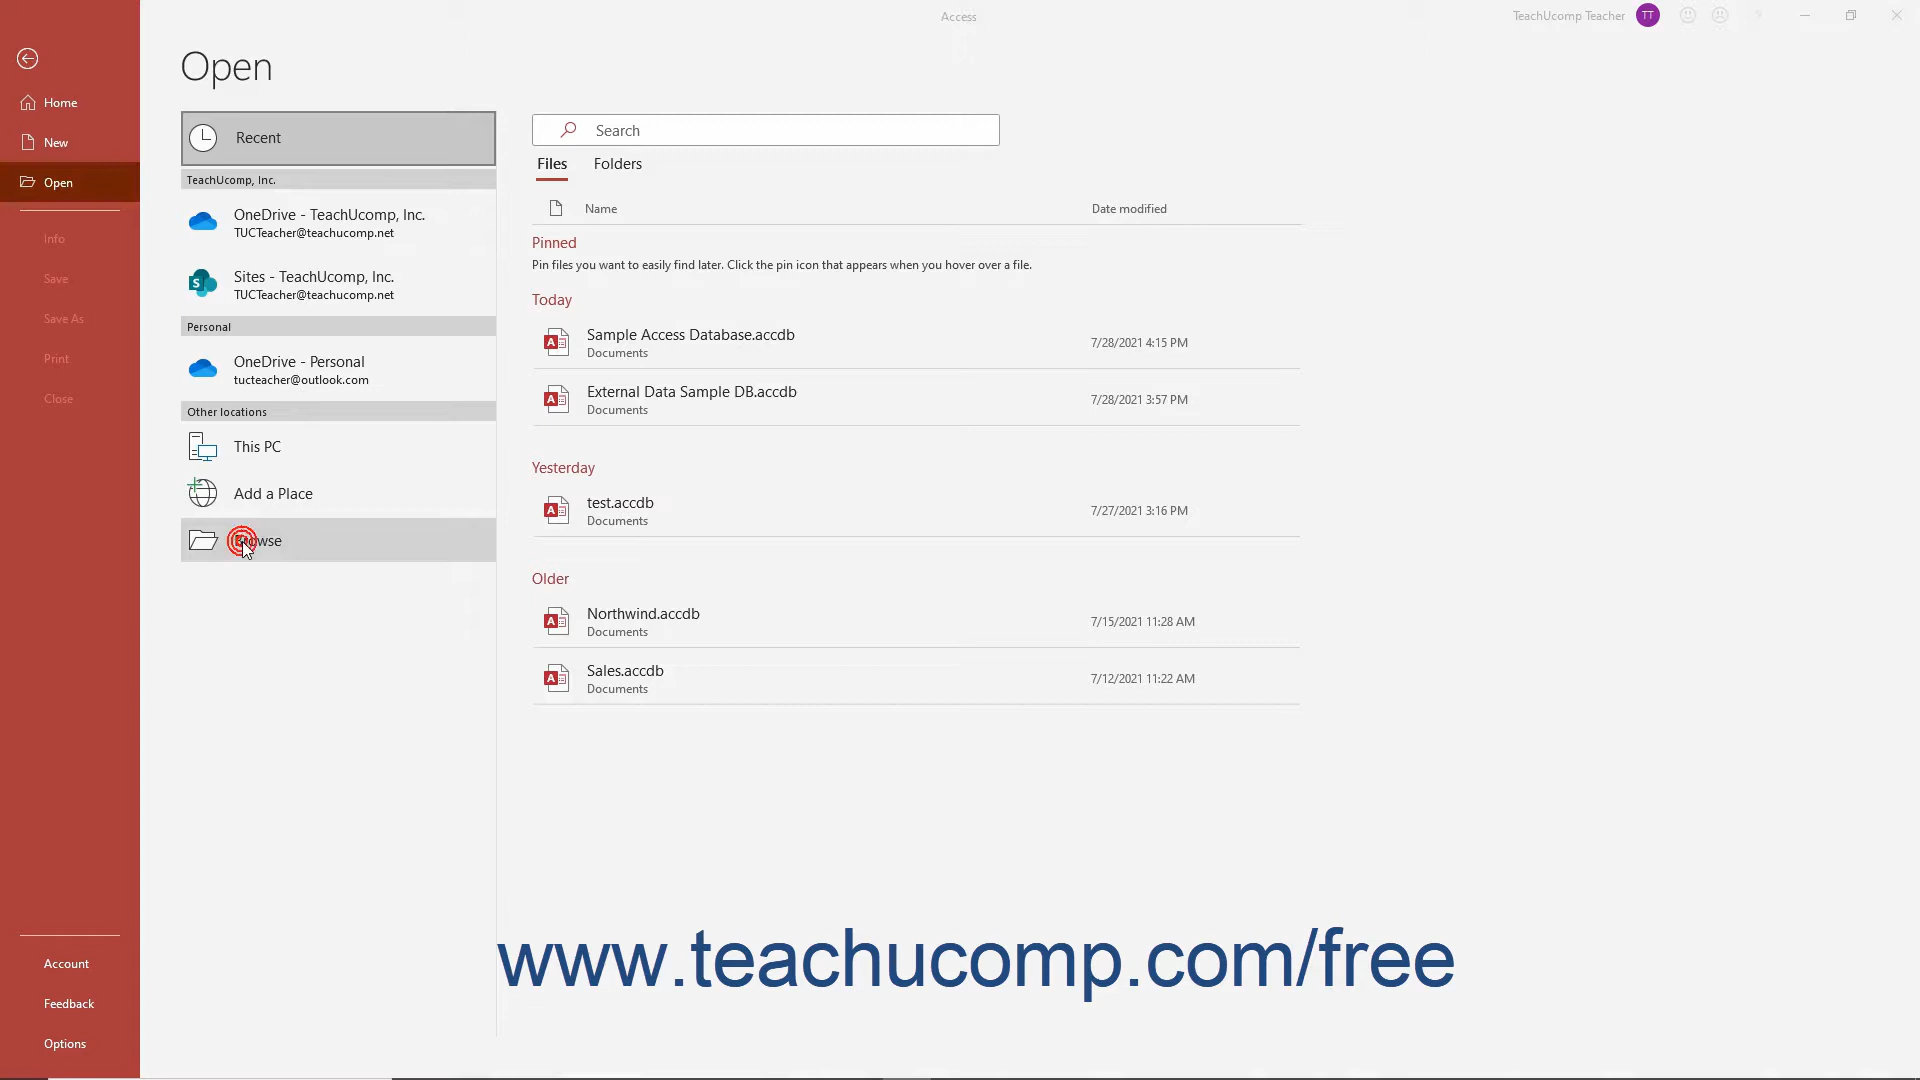 Access
TeachUcomp Teacher
TT
Open
Home
New
Open
Info
Save
Save As
Print
Close
Account
Feedback
Options
Recent
TeachUcomp, Inc.
OneDrive - TeachUcomp, Inc.
TUCTeacher@teachucomp.net
Sites - TeachUcomp, Inc.
TUCTeacher@teachucomp.net
Personal
OneDrive - Personal
tucteacher@outlook.com
Other locations
This PC
Add a Place
Browse
Search
Files Folders
Name Date modified
Pinned
Pin files you want to easily find later. Click the pin icon that appears when you hover over a file.
Today
Sample Access Database.accdb 7/28/2021 4:15 PM
Documents
External Data Sample DB.accdb 7/28/2021 3:57 PM
Documents
Yesterday
test.accdb 7/27/2021 3:16 PM
Documents
Older
Northwind.accdb 7/15/2021 11:28 AM
Documents
Sales.accdb 7/12/2021 11:22 AM
Documents
www.teachucomp.com/free